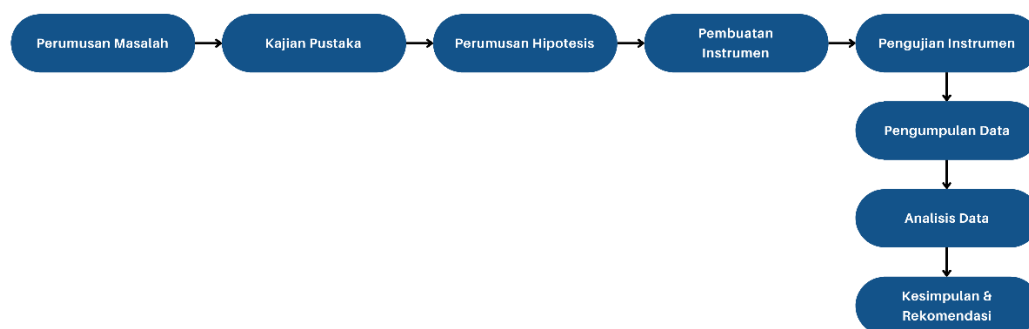 Perumusan Masalah
Kajian Pustaka
Perumusan Hipotesis
Pembuatan
Instrumen
Pengujian Instrumen
Pengumpulan Data
Analisis Data
Kesimpulan &
Rekomendasi